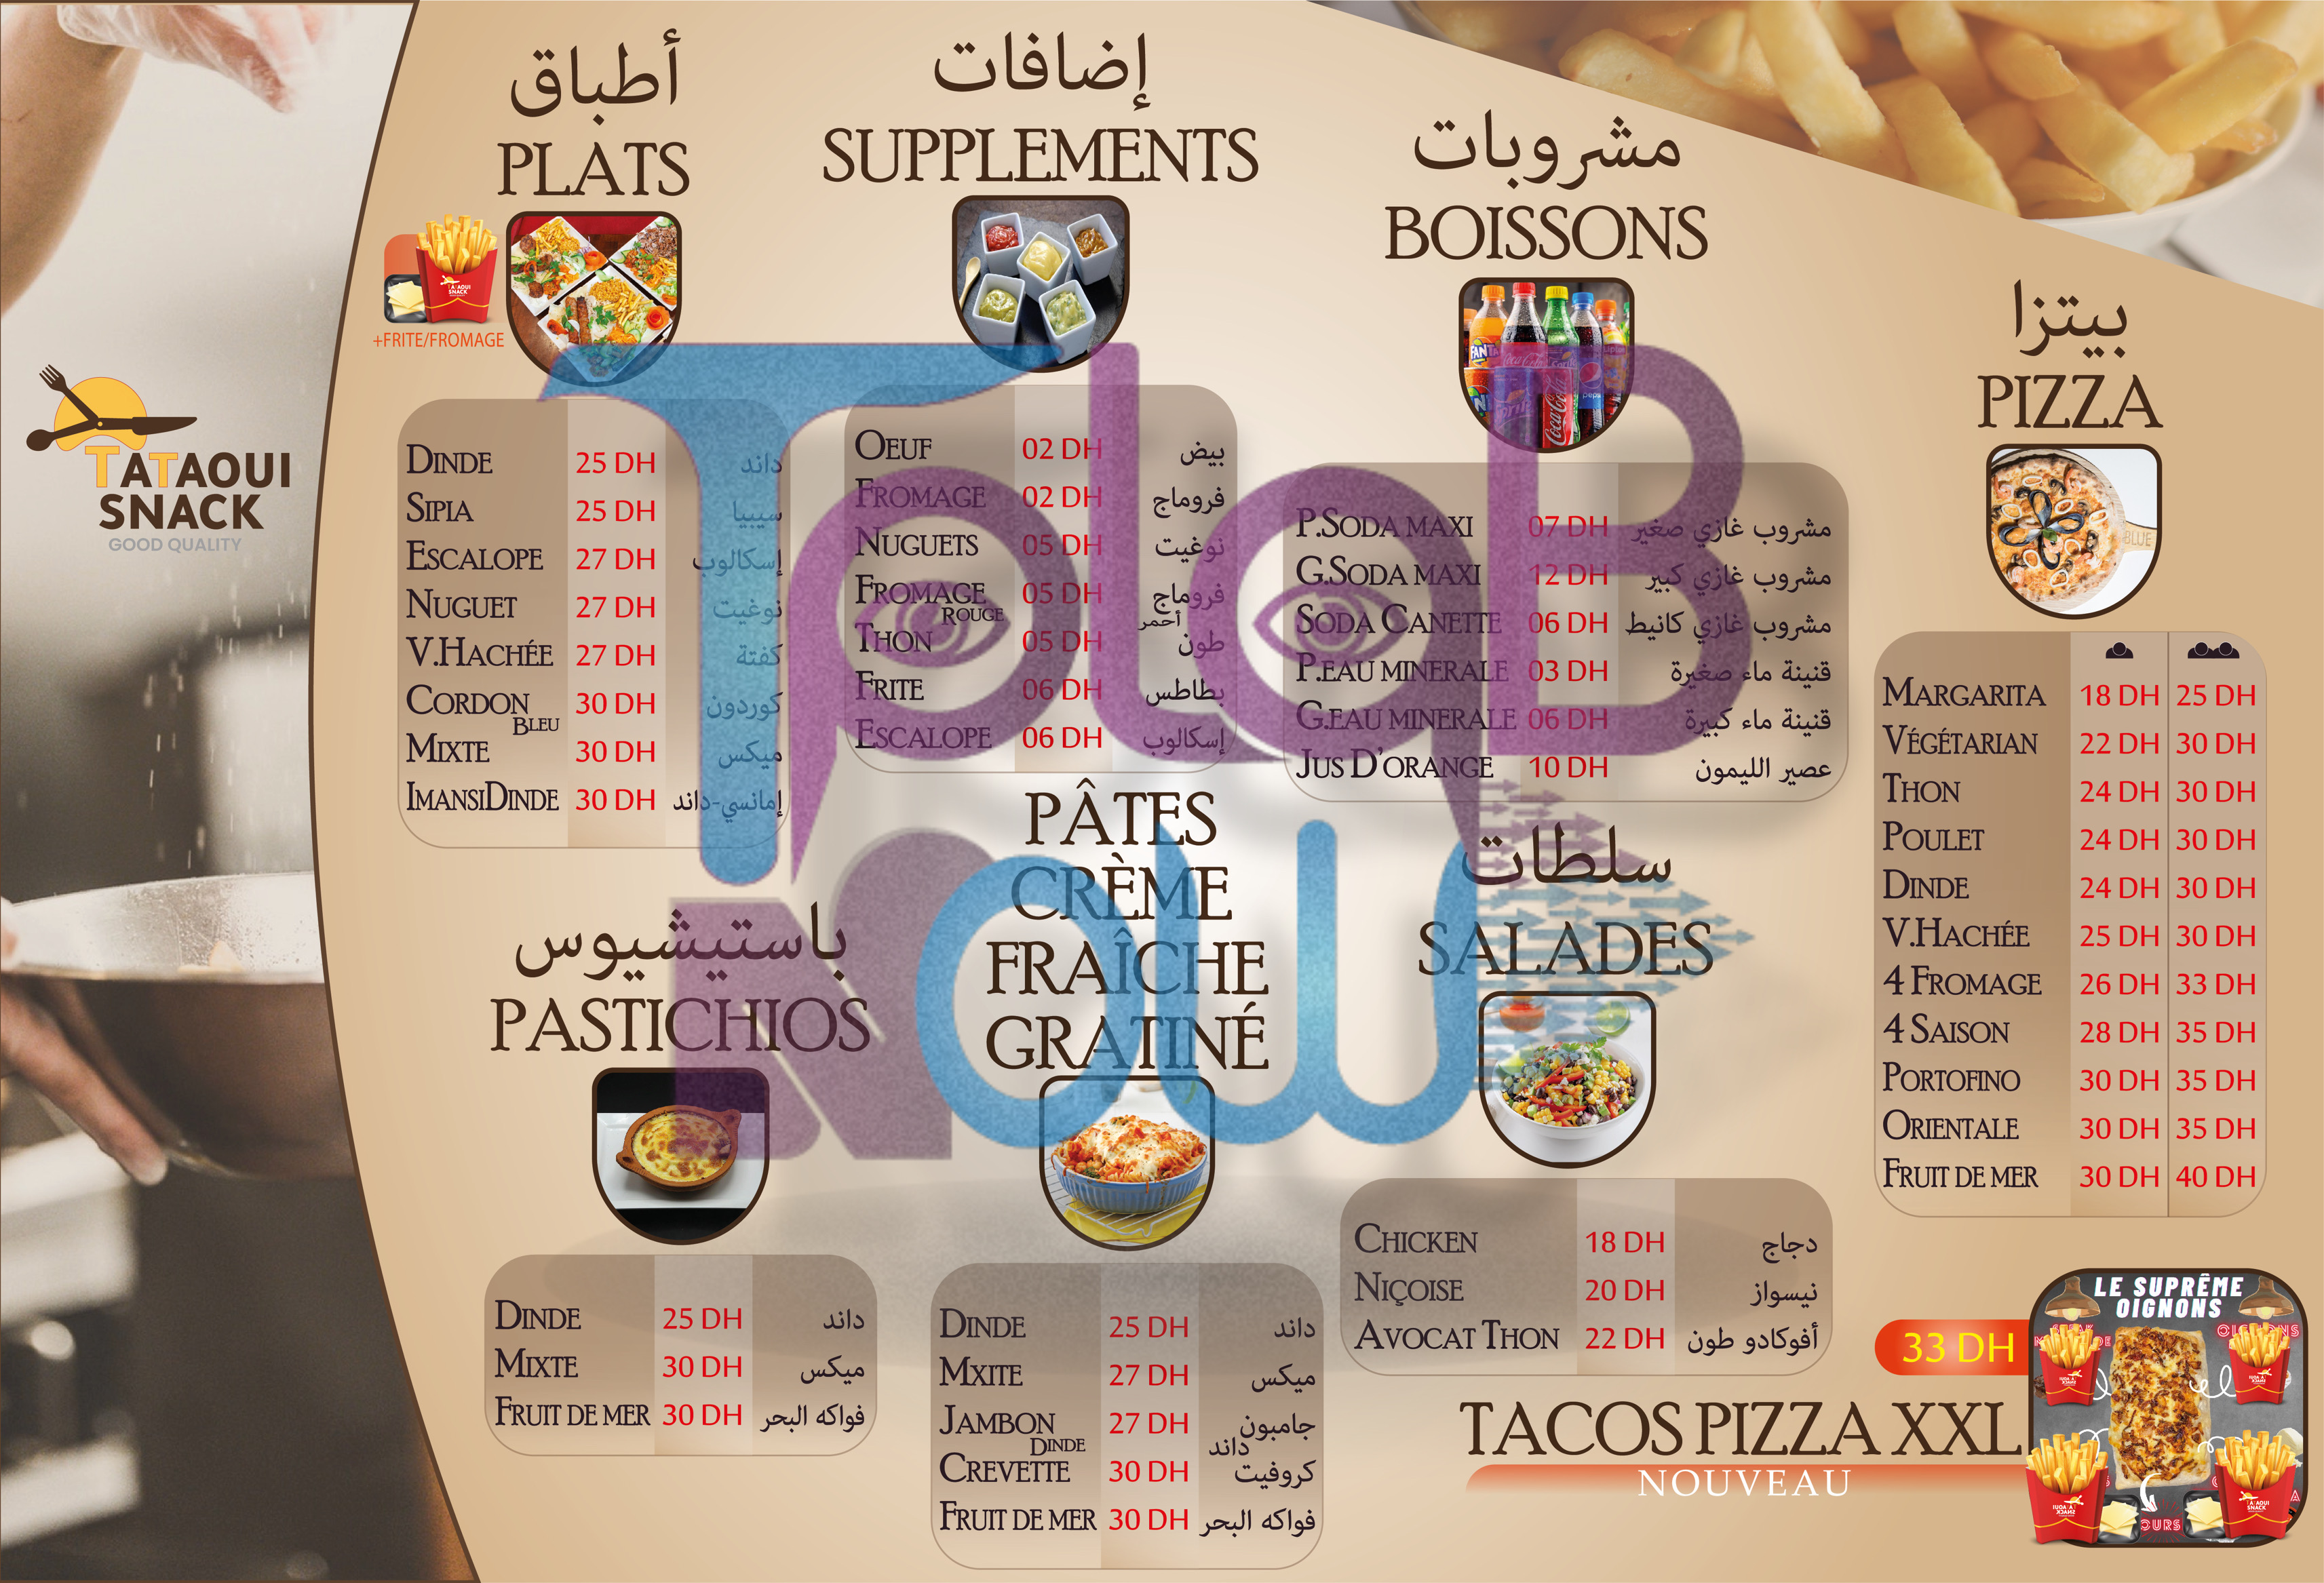 TATAOUI
SNACK
GOOD QUALITY
أطباق
PLATS
+FRITE/FROMAGE
DINDE 25 DH داند
SIPIA 25 DH سيبيا
ESCALOPE 27 DH إسكالوب
NUGUET 27 DH نوغيت
V.HACHÉE 27 DH كفتة
CORDON BLEU 30 DH كوردون
MIXTE 30 DH ميكس
IMANSIDINDE 30 DH إمانسي-داند
إضافات
SUPPLEMENTS
OEUF 02 DH بيض
FROMAGE 02 DH فروماج
NUGUETS 05 DH نوغيت
FROMAGE ROUGE 05 DH فروماج أحمر
THON 05 DH طون
FRITE 06 DH بطاطس
ESCALOPE 06 DH إسكالوب
مشروبات
BOISSONS
P.SODA MAXI 07 DH مشروب غازي صغير
G.SODA MAXI 12 DH مشروب غازي كبير
SODA CANETTE 06 DH مشروب غازي كانيط
P.EAU MINERALE 03 DH قنينة ماء صغيرة
G.EAU MINERALE 06 DH قنينة ماء كبيرة
JUS D'ORANGE 10 DH عصير الليمون
بيتزا
PIZZA
BLUE
MARGARITA 18 DH 25 DH
VÉGÉTARIAN 22 DH 30 DH
THON 24 DH 30 DH
POULET 24 DH 30 DH
DINDE 24 DH 30 DH
V.HACHÉE 25 DH 30 DH
4 FROMAGE 26 DH 33 DH
4 SAISON 28 DH 35 DH
PORTOFINO 30 DH 35 DH
ORIENTALE 30 DH 35 DH
FRUIT DE MER 30 DH 40 DH
باستيشيوس
PASTICHIOS
DINDE 25 DH داند
MIXTE 30 DH ميكس
FRUIT DE MER 30 DH فواكه البحر
PÂTES
CRÈME
FRAÎCHE
GRATINÉ
DINDE 25 DH داند
MXITE 27 DH ميكس
JAMBON DINDE 27 DH جامبون داند
CREVETTE 30 DH كروفيت
FRUIT DE MER 30 DH فواكه البحر
سلطات
SALADES
CHICKEN 18 DH دجاج
NIÇOISE 20 DH نيسواز
AVOCAT THON 22 DH أفوكادو طون
LE SUPRÊME
OIGNONS
33 DH
TACOS PIZZA XXL
NOUVEAU
TPLAB
NOW